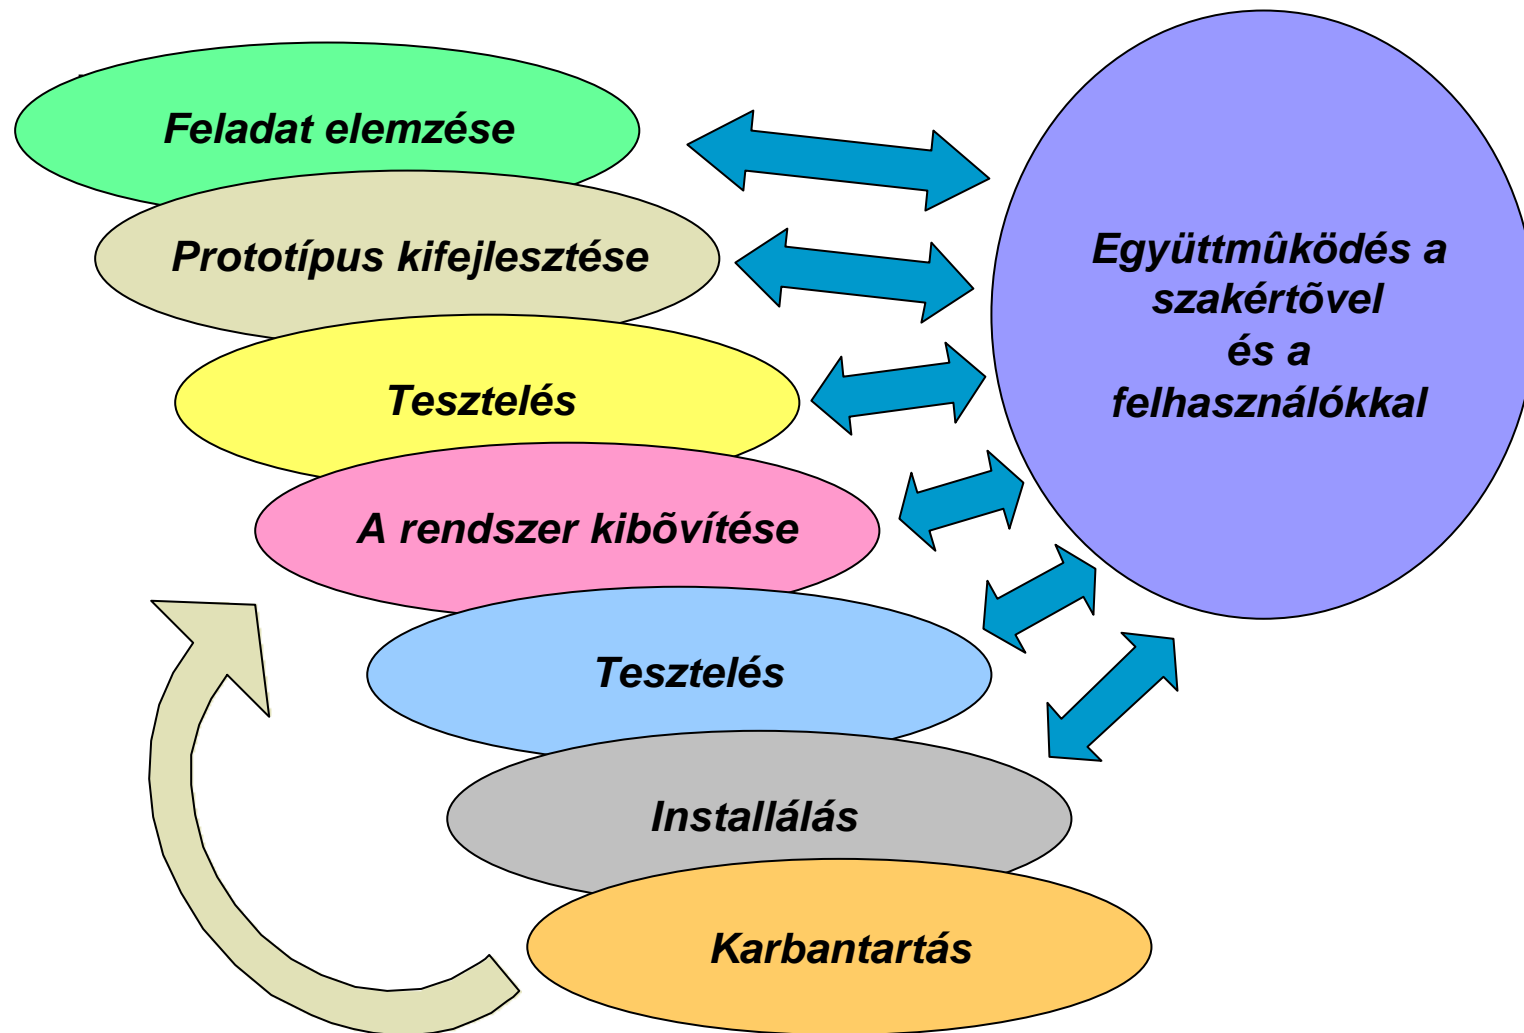 Feladat elemzése
Prototípus kifejlesztése
Tesztelés
A rendszer kibõvítése
Tesztelés
Installálás
Karbantartás
Együttmûködés a
szakértõvel
és a
felhasználókkal